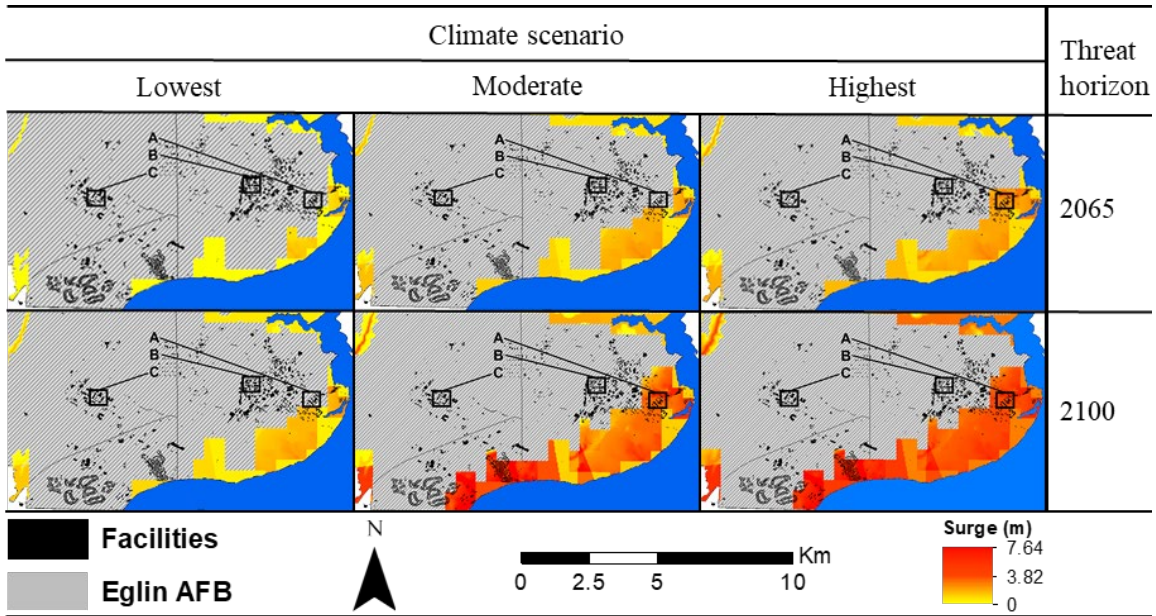 Climate scenario
Threat horizon
Lowest
Moderate
Highest
A
B
C
A
B
C
A
B
C
2065
A
B
C
A
B
C
A
B
C
2100
Facilities
Eglin AFB
N
Km
0 2.5 5 10
Surge (m)
7.64
3.82
0